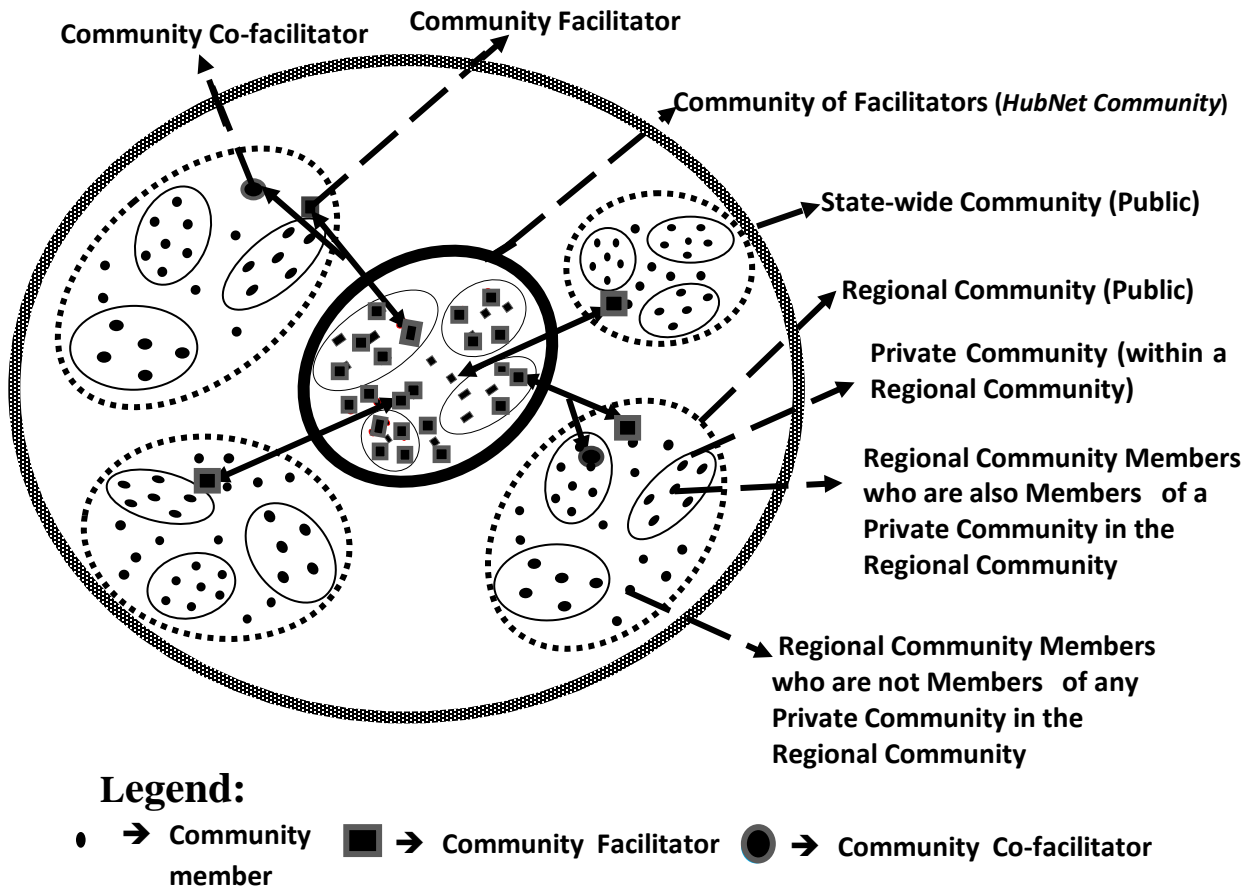 Community Co-facilitator
Community Facilitator
Community of Facilitators (HubNet Community)
State-wide Community (Public)
Regional Community (Public)
Private Community (within a
Regional Community)
Regional Community Members
who are also Members of a
Private Community in the
Regional Community
Regional Community Members
who are not Members of any
Private Community in the
Regional Community
Legend:
➔ Community
member
➔ Community Facilitator
➔ Community Co-facilitator